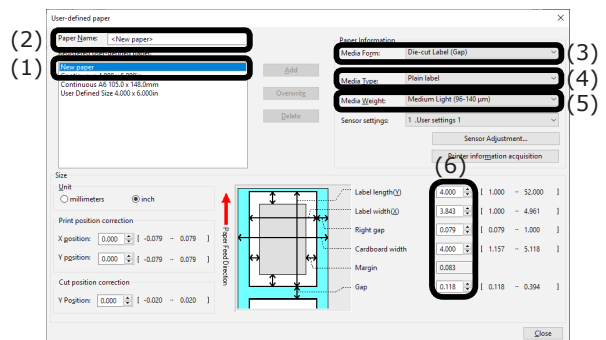 User-defined paper
(2)
Paper Name: <New paper>
Paper Information
(1)
New paper
Continuous A6 105.0 x 148.0mm
User Defined Size 4.000 x 6.000in
Add
Overwrite
Delete
Media Form: Die-cut Label (Gap)
(3)
Media Type: Plain label
(4)
Media Weight: Medium Light (96-140 μm)
(5)
Sensor settings: 1 .User settings 1
Sensor Adjustment...
Printer information acquisition
(6)
Size
Unit
millimeters inch
Print position correction
X position: 0.000 [ -0.079 ~ 0.079 ]
Y position: 0.000 [ -0.079 ~ 0.079 ]
Cut position correction
Y Position: 0.000 [ -0.020 ~ 0.020 ]
Paper Feed Direction
Label length(Y) 4.000 [ 1.000 ~ 52.000 ]
Label width(X) 3.843 [ 1.000 ~ 4.961 ]
Right gap 0.079 [ 0.079 ~ 1.000 ]
Cardboard width 4.000 [ 1.157 ~ 5.118 ]
Margin 0.083
Gap 0.118 [ 0.118 ~ 0.394 ]
Close